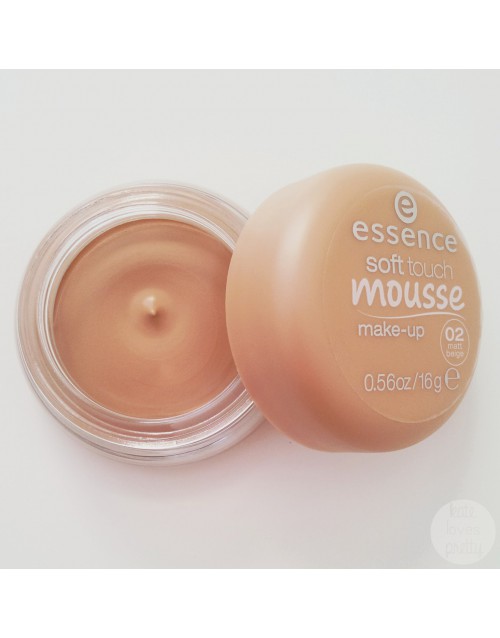 e
essence
soft touch
mousse
make-up
02
matt
beige
0.56oz/16g ℮